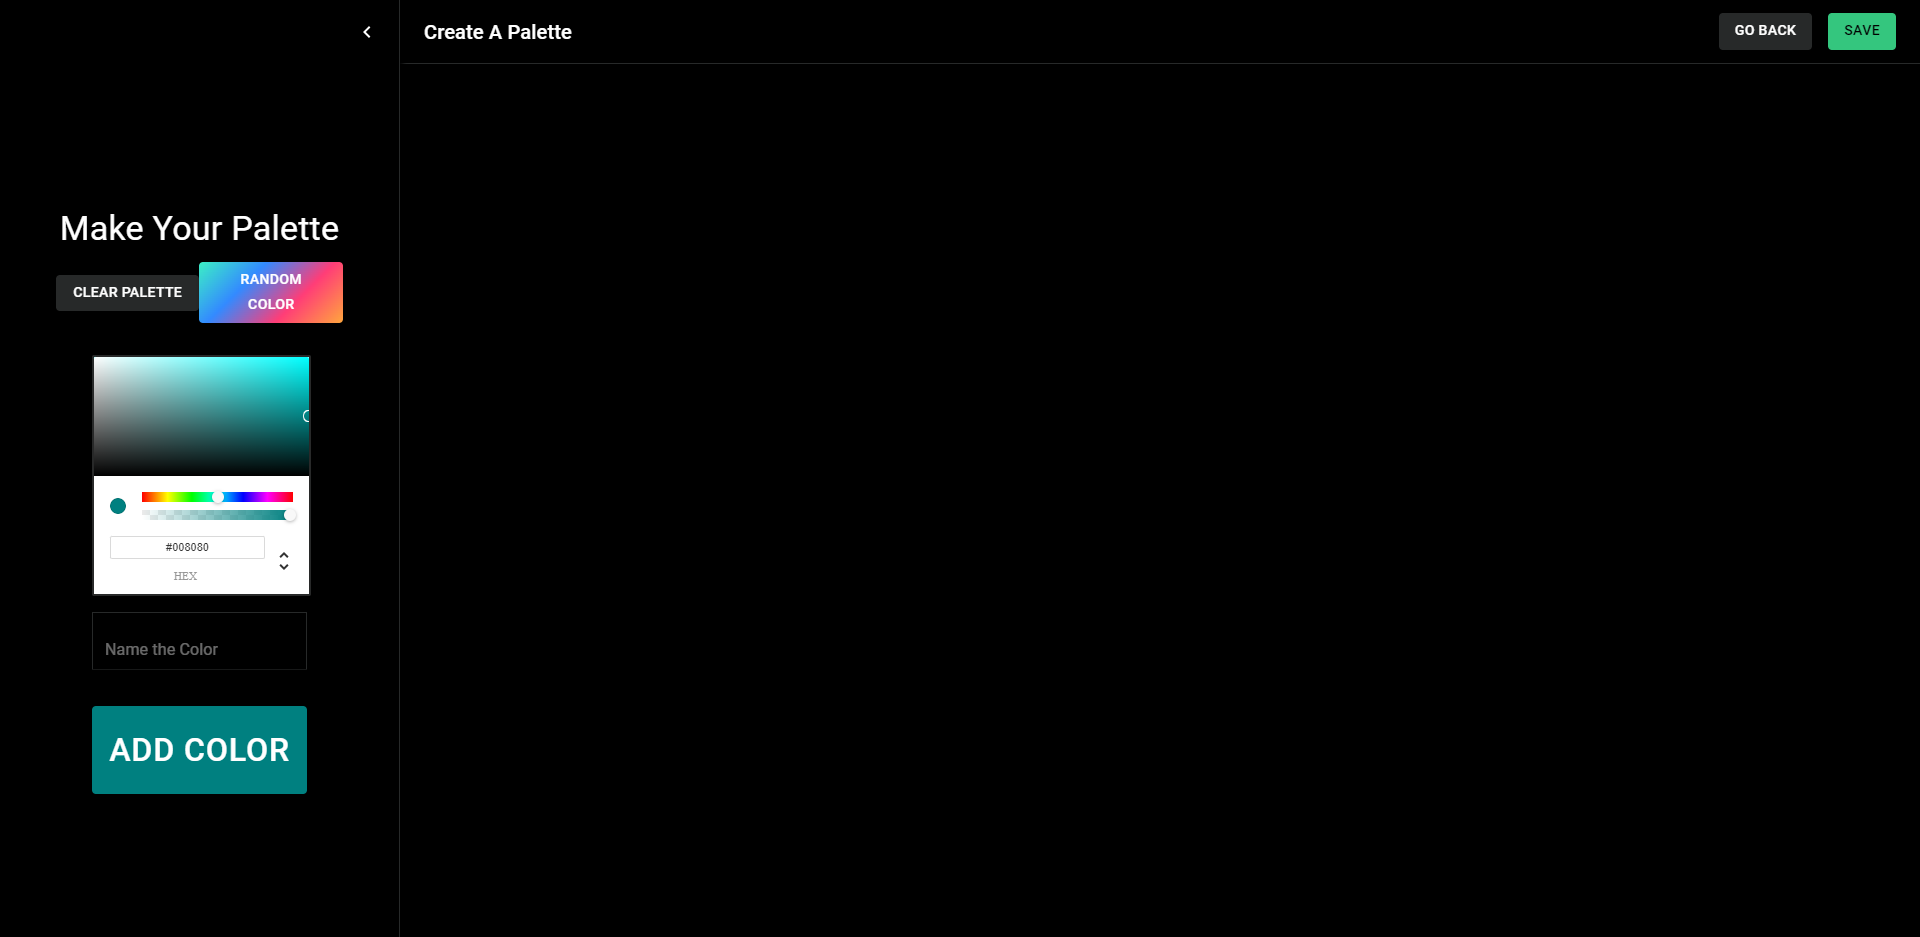 Create A Palette
GO BACK
SAVE
Make Your Palette
CLEAR PALETTE
RANDOM
COLOR
#008080
HEX
Name the Color
ADD COLOR